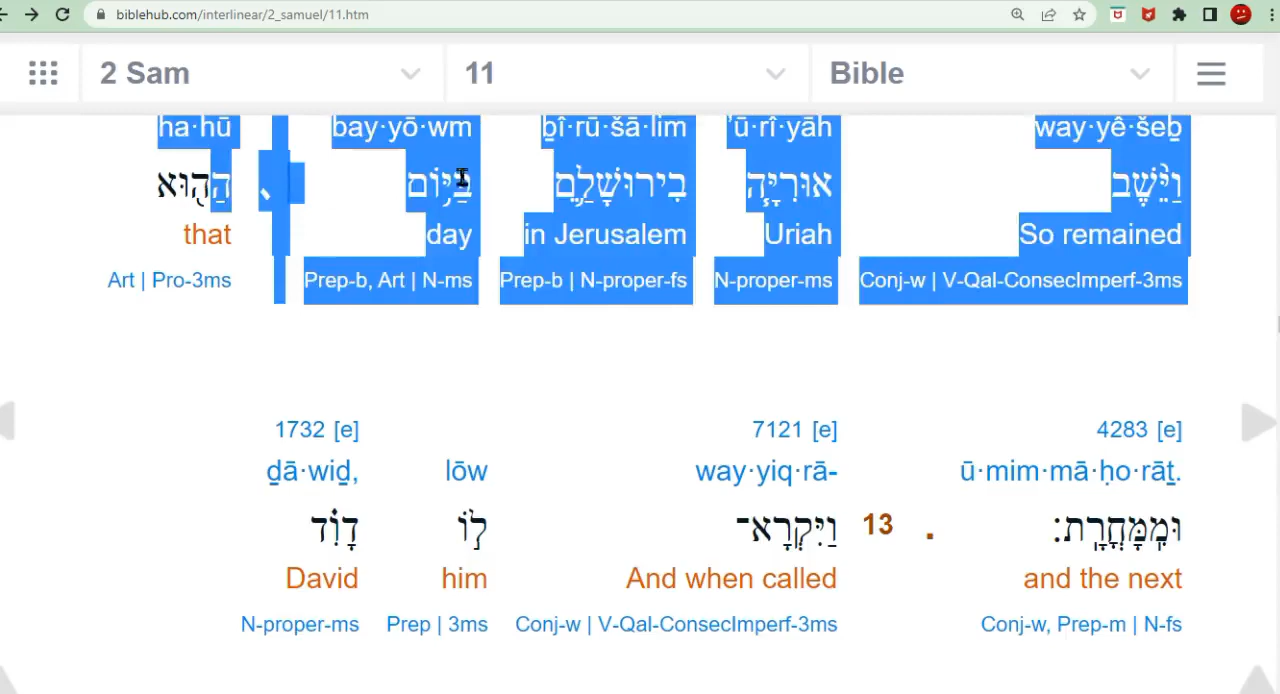 biblehub.com/interlinear/2_samuel/11.htm
2 Sam 11 Bible
way·yê·šeḇ ’ū·rî·yāh ḇî·rū·šā·lim bay·yō·wm ha·hū
וַיֵּ֨שֶׁב אוּרִיָּ֧ה בִירוּשָׁלִַ֛ם בַּיּ֥וֹם הַה֖וּא
So remained Uriah in Jerusalem day 、 that
Conj-w | V-Qal-ConsecImperf-3ms N-proper-ms Prep-b | N-proper-fs Prep-b, Art | N-ms Art | Pro-3ms
4283 [e] 7121 [e] 1732 [e]
ū·mim·mā·ḥo·rāṯ. way·yiq·rā- lōw ḏā·wiḏ,
וּמִֽמָּחֳרָֽת׃ . 13 וַיִּקְרָא־ ל֣וֹ דָוִ֗ד
and the next And when called him David
Conj-w, Prep-m | N-fs Conj-w | V-Qal-ConsecImperf-3ms Prep | 3ms N-proper-ms